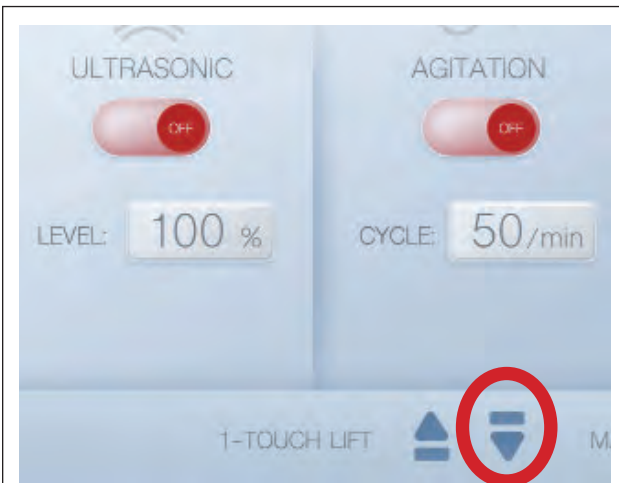 ULTRASONIC
OFF
LEVEL: 100 %
AGITATION
OFF
CYCLE: 50/min
1-TOUCH LIFT